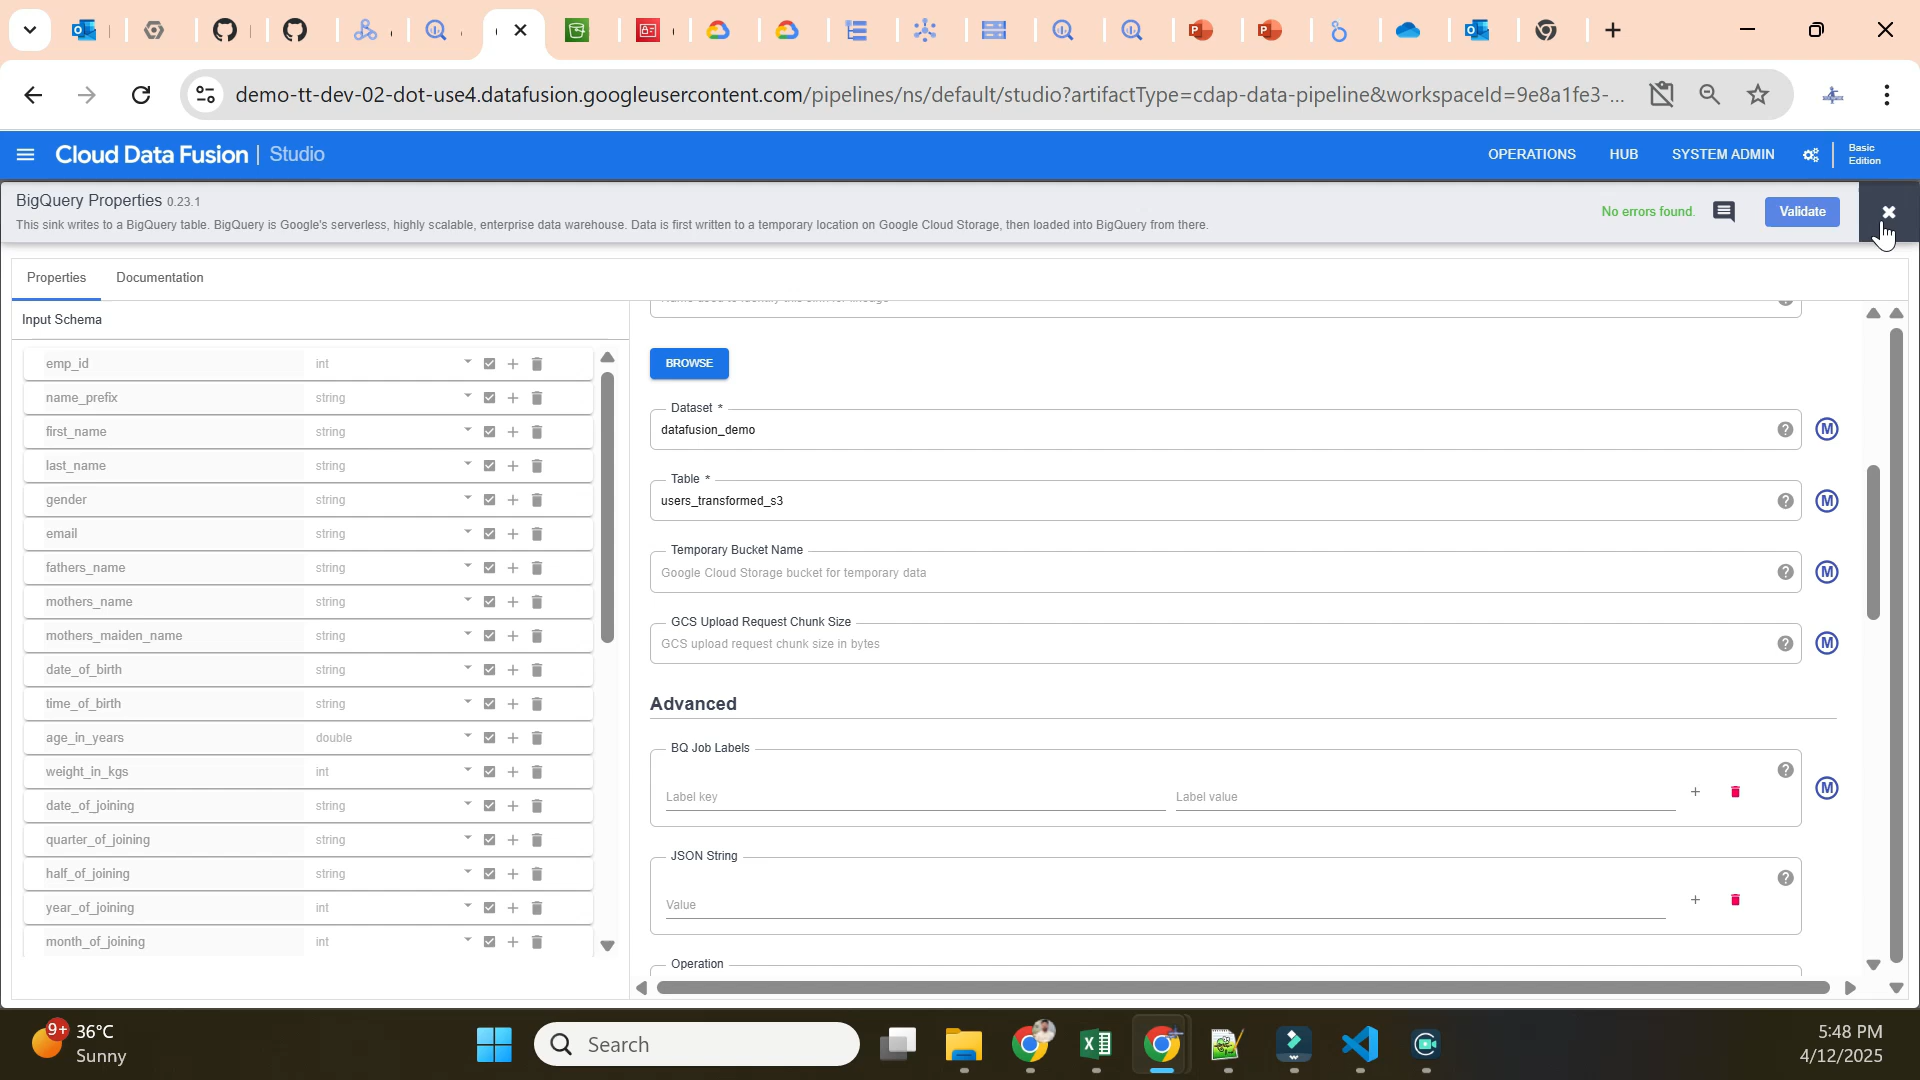 demo-tt-dev-02-dot-use4.datafusion.googleusercontent.com/pipelines/ns/default/studio?artifactType=cdap-data-pipeline&workspaceId=9e8a1fe3-...
Cloud Data Fusion | Studio
OPERATIONS
HUB
SYSTEM ADMIN
Basic
Edition
BigQuery Properties 0.23.1
This sink writes to a BigQuery table. BigQuery is Google's serverless, highly scalable, enterprise data warehouse. Data is first written to a temporary location on Google Cloud Storage, then loaded into BigQuery from there.
No errors found.
Validate
Properties
Documentation
Input Schema
emp_id int
name_prefix string
first_name string
last_name string
gender string
email string
fathers_name string
mothers_name string
mothers_maiden_name string
date_of_birth string
time_of_birth string
age_in_years double
weight_in_kgs int
date_of_joining string
quarter_of_joining string
half_of_joining string
year_of_joining int
month_of_joining int
BROWSE
Dataset *
datafusion_demo
M
Table *
users_transformed_s3
M
Temporary Bucket Name
Google Cloud Storage bucket for temporary data
M
GCS Upload Request Chunk Size
GCS upload request chunk size in bytes
M
Advanced
BQ Job Labels
Label key
Label value
M
JSON String
Value
Operation
9+
36°C
Sunny
Search
5:48 PM
4/12/2025